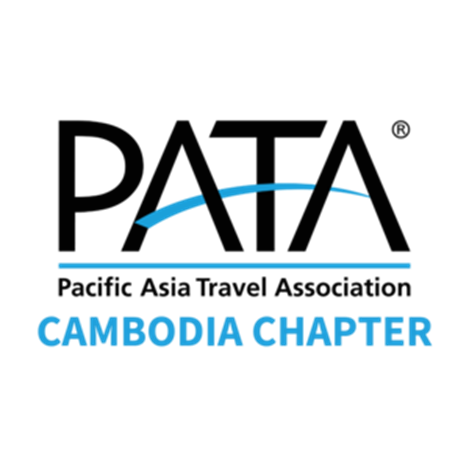 PATA®
Pacific Asia Travel Association
CAMBODIA CHAPTER